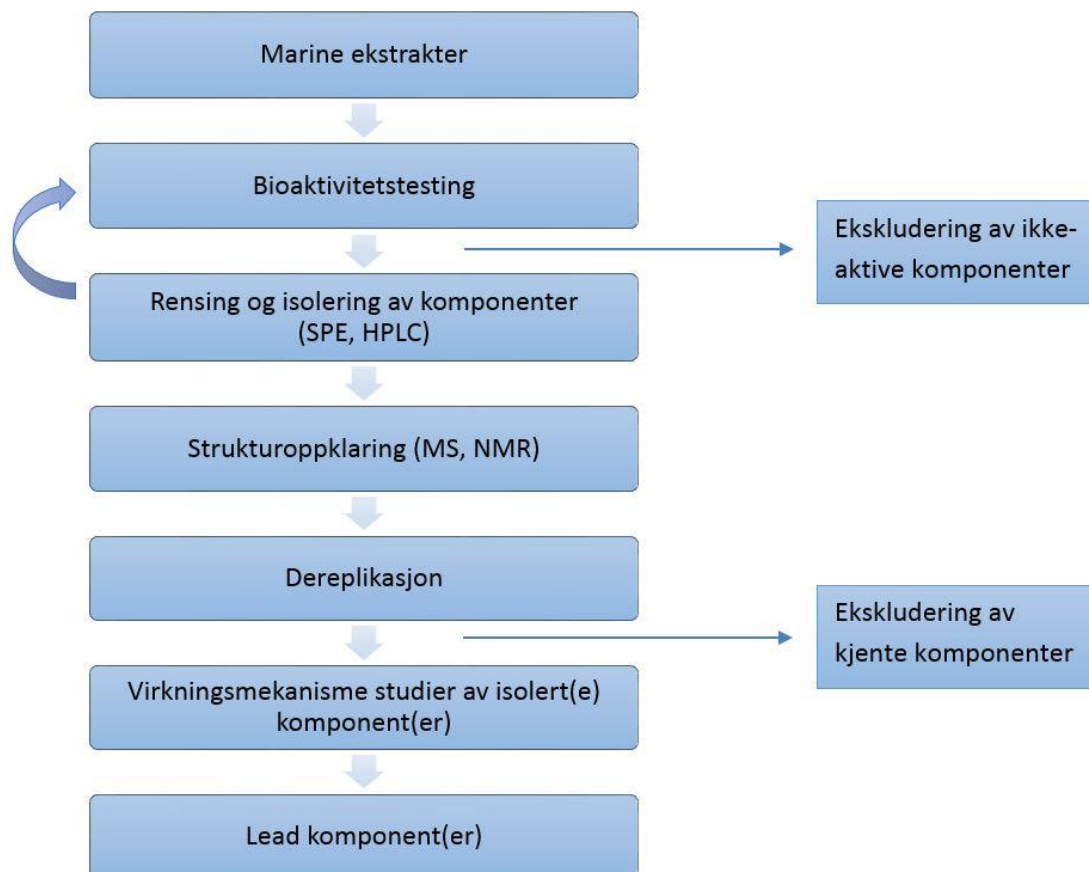 Marine ekstrakter
Bioaktivitetstesting
Ekskludering av ikke-
aktive komponenter
Rensing og isolering av komponenter
(SPE, HPLC)
Strukturoppklaring (MS, NMR)
Dereplikasjon
Ekskludering av
kjente komponenter
Virkningsmekanisme studier av isolert(e)
komponent(er)
Lead komponent(er)